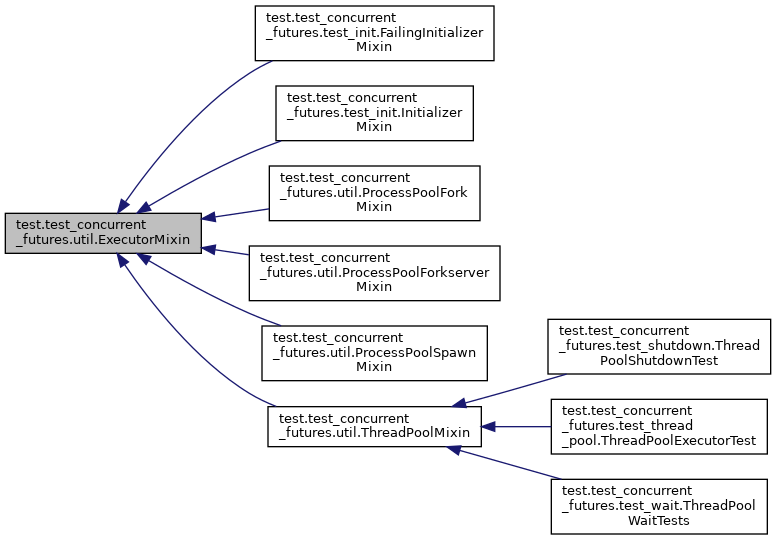 test.test_concurrent
_futures.test_init.FailingInitializer
Mixin
test.test_concurrent
_futures.test_init.Initializer
Mixin
test.test_concurrent
_futures.util.ProcessPoolFork
Mixin
test.test_concurrent
_futures.util.ExecutorMixin
test.test_concurrent
_futures.util.ProcessPoolForkserver
Mixin
test.test_concurrent
_futures.util.ProcessPoolSpawn
Mixin
test.test_concurrent
_futures.util.ThreadPoolMixin
test.test_concurrent
_futures.test_shutdown.Thread
PoolShutdownTest
test.test_concurrent
_futures.test_thread
_pool.ThreadPoolExecutorTest
test.test_concurrent
_futures.test_wait.ThreadPool
WaitTests